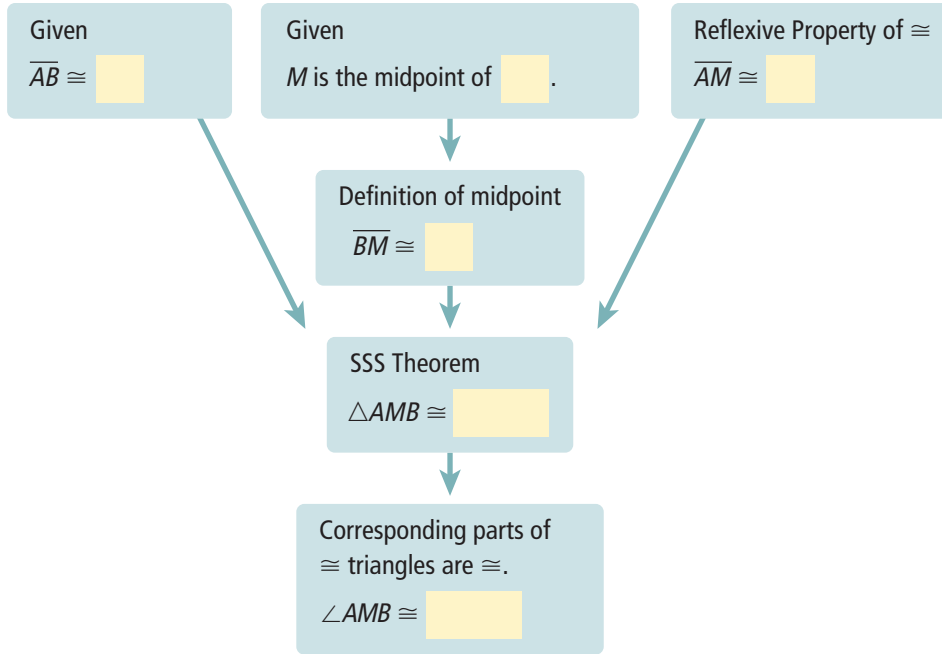 Given
AB ≅
Given
M is the midpoint of .
Reflexive Property of ≅
AM ≅
Definition of midpoint
BM ≅
SSS Theorem
△AMB ≅
Corresponding parts of
≅ triangles are ≅.
∠AMB ≅